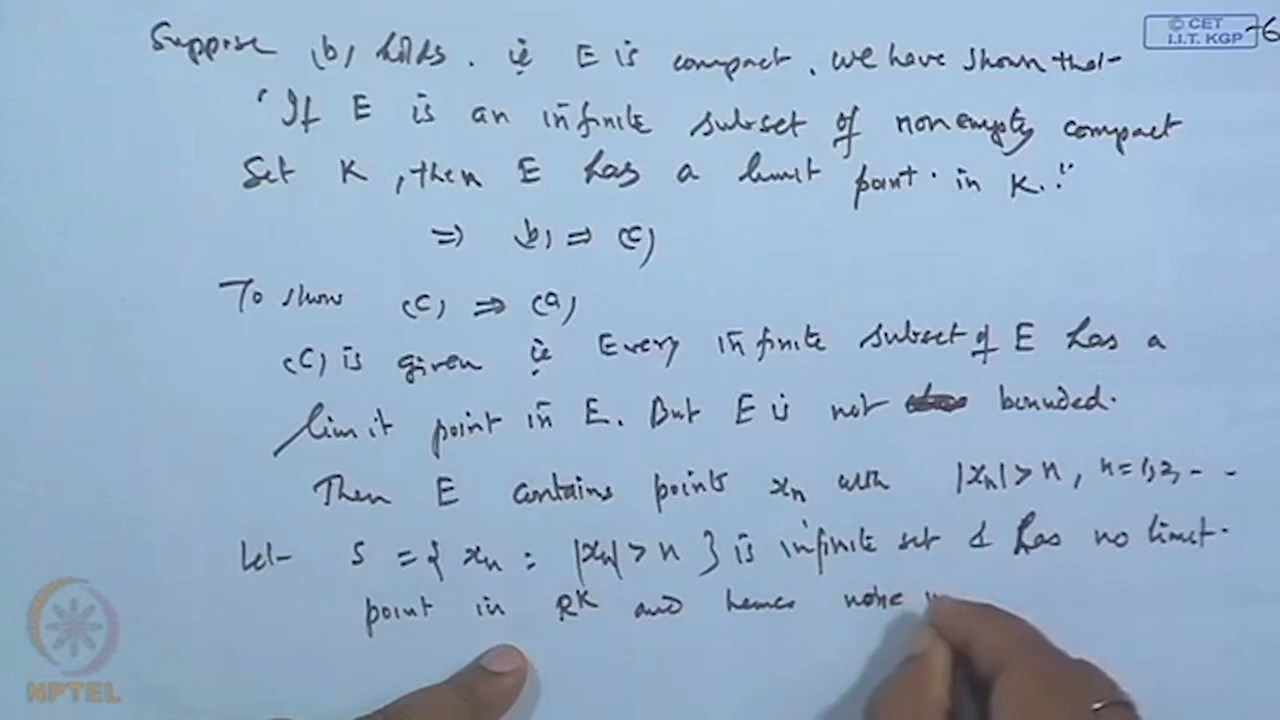 © CET
I.I.T. KGP
-6
Suppose (b) holds. ie E is compact. We have shown that
"If E is an infinite subset of nonempty compact
Set K, then E has a limit point in K."
⇒ (b) ⇒ (c)
To show (c) ⇒ (a)
(c) is given ie Every infinite subset of E has a
limit point in E. But E is not bounded.
Then E contains points xn with |xn| > n, n=1,2,---
Let S = { xn : |xn| > n } is infinite set & has no limit
point in R^K and hence none
NPTEL